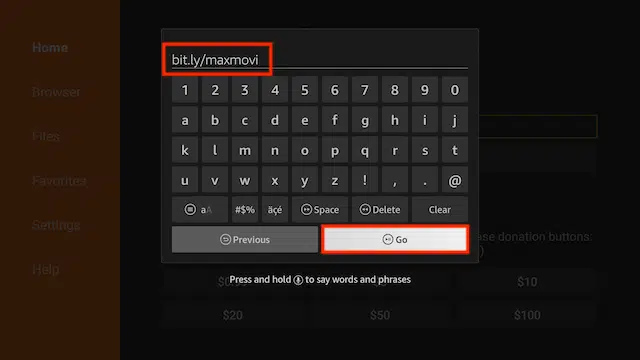 Home
Browser
Files
Favorites
Settings
Help
bit.ly/maxmovi
1 2 3 4 5 6 7 8 9 0
a b c d e f g h i j
k l m n o p q r s t
u v w x y z ! , . @
aA #$% äçé Space Delete Clear
Previous Go
ase donation buttons:
)
Press and hold to say words and phrases
$10
$20 $50 $100